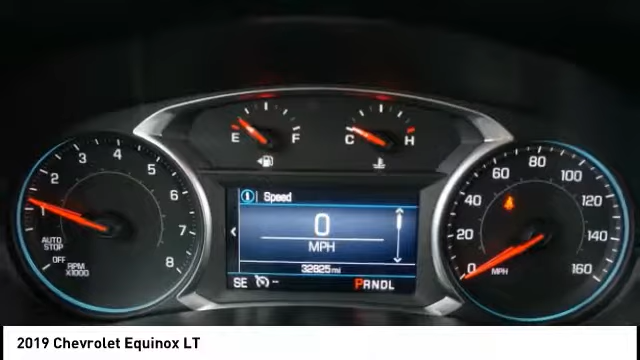 E F
C H
1 2 3 4 5 6 7 8
AUTO STOP
OFF
RPM X1000
Speed
0
MPH
32825 mi
SE -- PRNDL
0 20 40 60 80 100 120 140 160
MPH
2019 Chevrolet Equinox LT